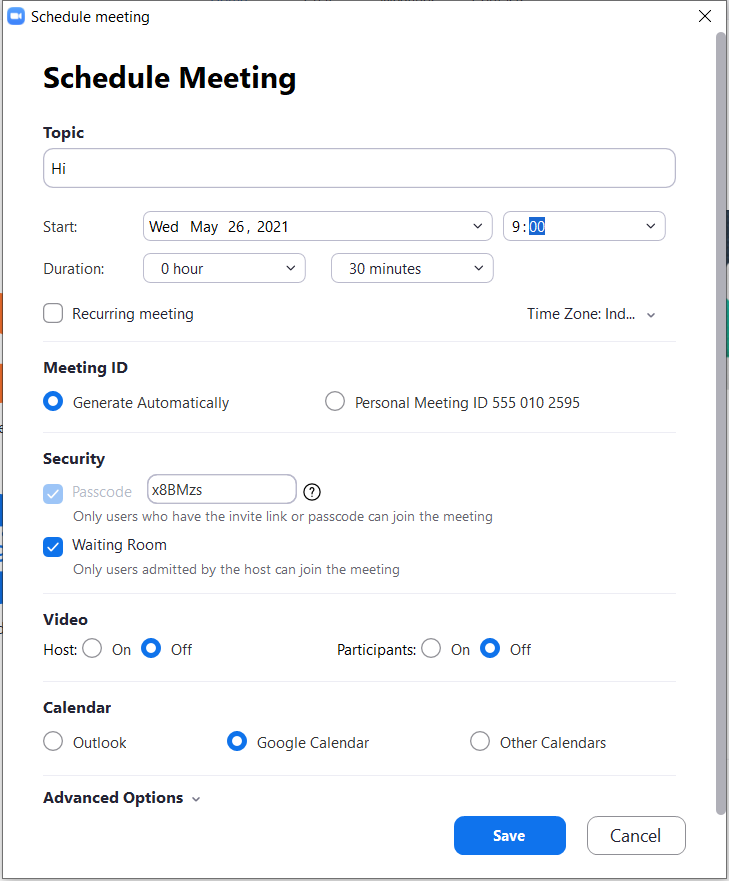 Schedule meeting
Schedule Meeting
Topic
Hi
Start: Wed May 26, 2021 9:00
Duration: 0 hour 30 minutes
Recurring meeting Time Zone: Ind...
Meeting ID
Generate Automatically Personal Meeting ID 555 010 2595
Security
Passcode x8BMzs ?
Only users who have the invite link or passcode can join the meeting
Waiting Room
Only users admitted by the host can join the meeting
Video
Host: On Off Participants: On Off
Calendar
Outlook Google Calendar Other Calendars
Advanced Options
Save Cancel